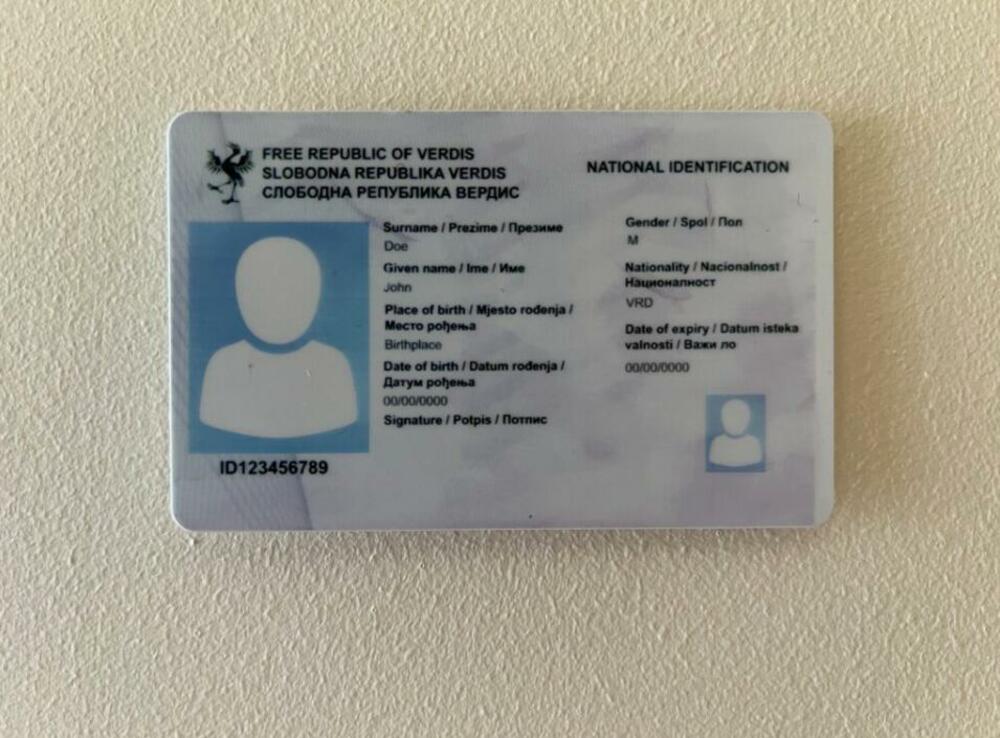 FREE REPUBLIC OF VERDIS
SLOBODNA REPUBLIKA VERDIS
СЛОБОДНА РЕПУБЛИКА ВЕРДИС
NATIONAL IDENTIFICATION
Surname / Prezime / Презиме
Doe
Given name / Ime / Име
John
Place of birth / Mjesto rođenja /
Место рођења
Birthplace
Date of birth / Datum rođenja /
Датум рођења
00/00/0000
Signature / Potpis / Потпис
Gender / Spol / Пол
M
Nationality / Nacionalnost /
Националност
VRD
Date of expiry / Datum isteka
valnosti / Важи ло
00/00/0000
ID123456789